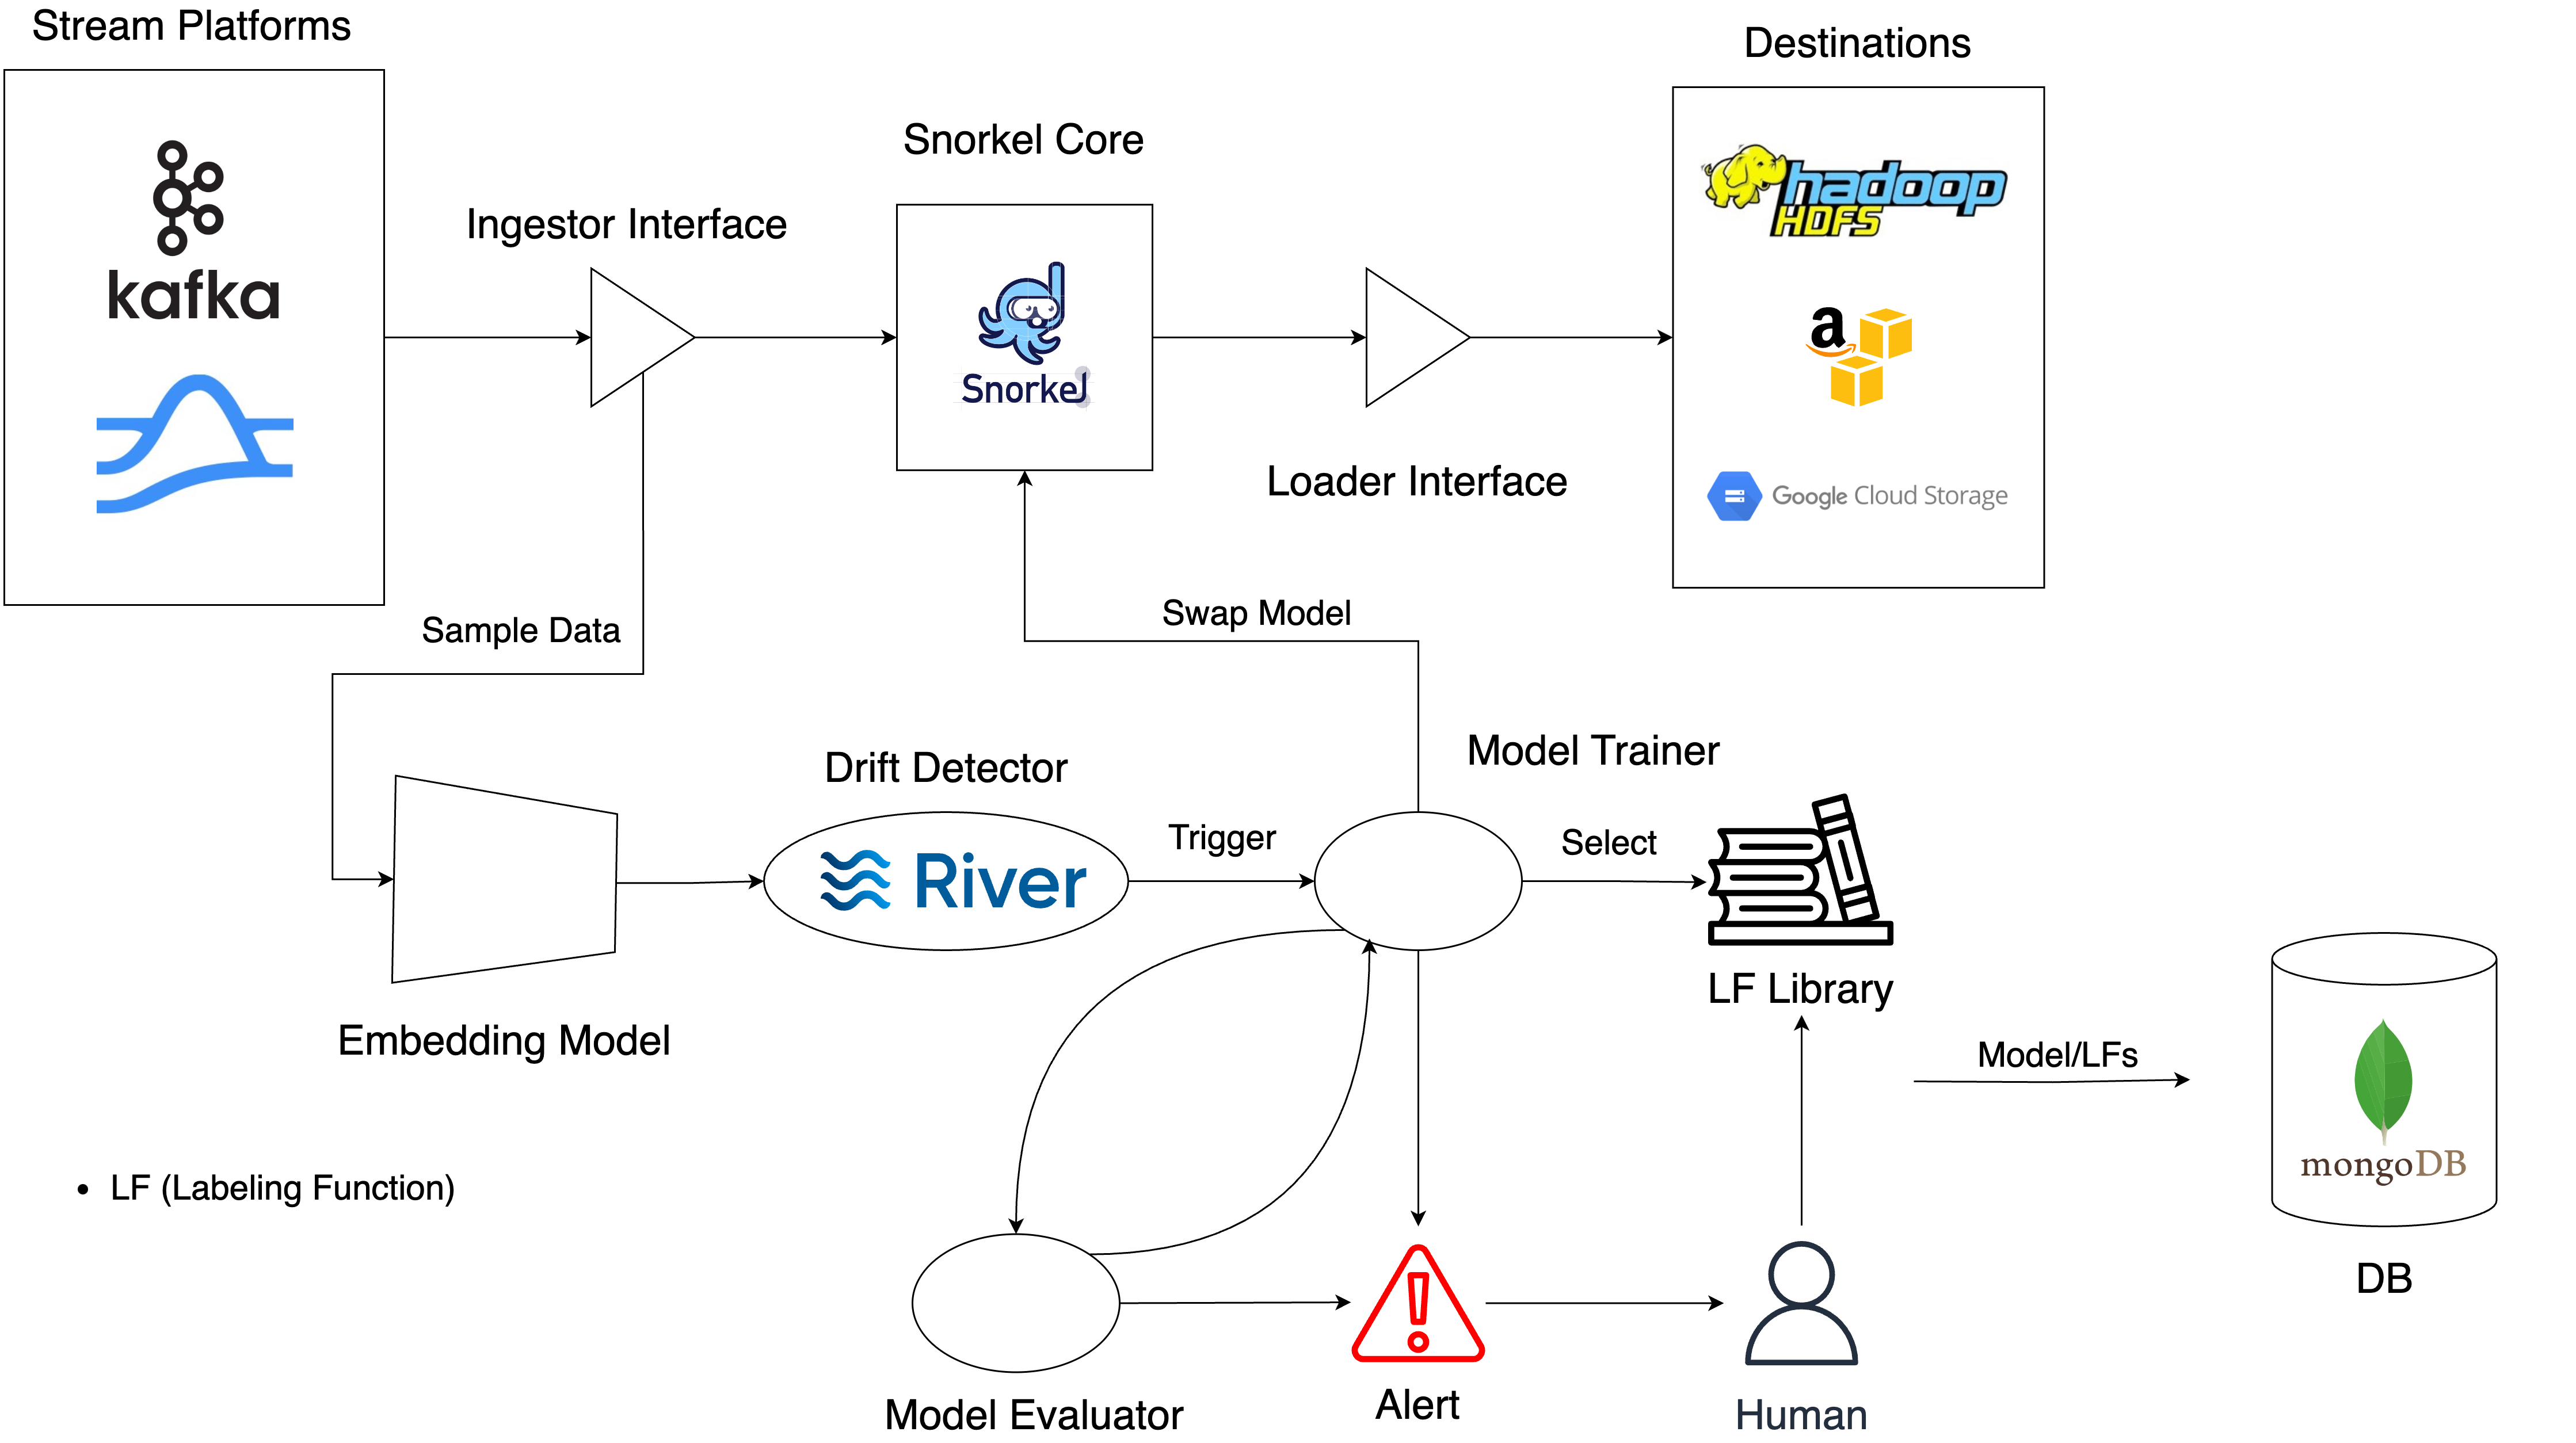 Stream Platforms
Destinations
Snorkel Core
hadoop
HDFS
kafka
Ingestor Interface
a
Snorkel
Loader Interface
Google Cloud Storage
Sample Data
Swap Model
Model Trainer
Drift Detector
Trigger
Select
River
LF Library
Embedding Model
Model/LFs
mongoDB
• LF (Labeling Function)
DB
Model Evaluator
Alert
Human